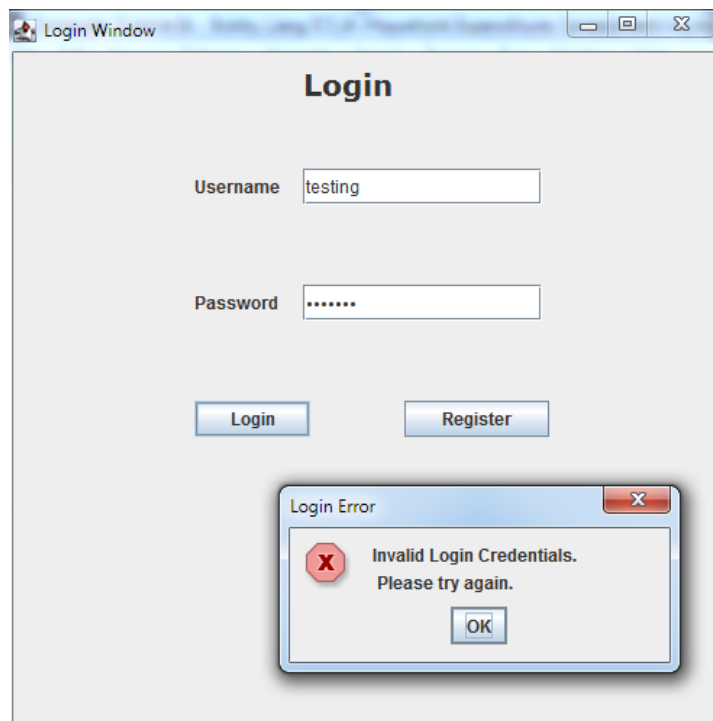 Login Window
Login
Username testing
Password •••••••
Login Register
Login Error
Invalid Login Credentials.
Please try again.
OK